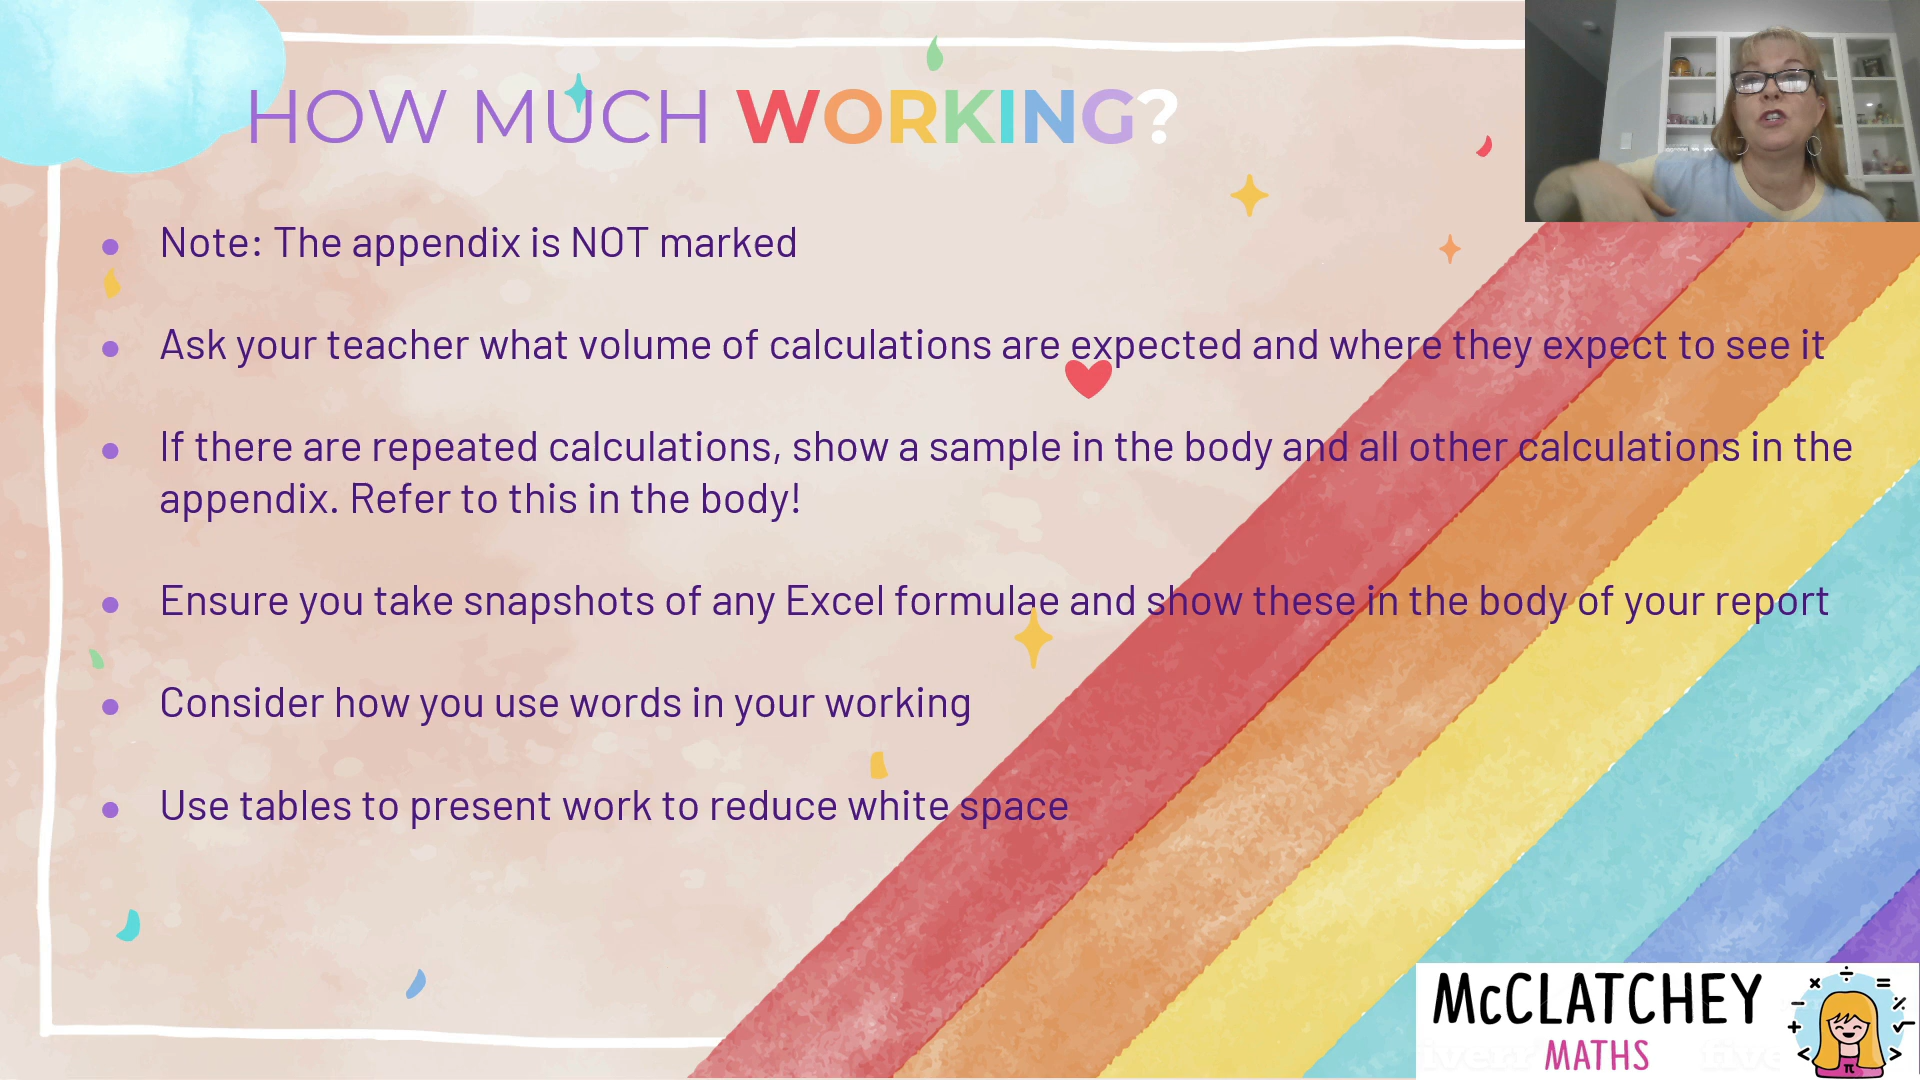 HOW MUCH WORKING?
Note: The appendix is NOT marked
Ask your teacher what volume of calculations are expected and where they expect to see it
If there are repeated calculations, show a sample in the body and all other calculations in the
appendix. Refer to this in the body!
Ensure you take snapshots of any Excel formulae and show these in the body of your report
Consider how you use words in your working
Use tables to present work to reduce white space
McCLATCHEY
MATHS